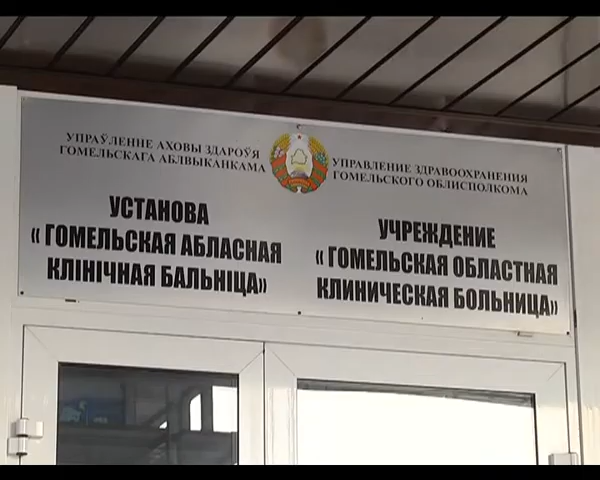 УПРАЎЛЕННЕ АХОВЫ ЗДАРОЎЯ
ГОМЕЛЬСКАГА АБЛВЫКАНКАМА
УСТАНОВА
« ГОМЕЛЬСКАЯ АБЛАСНАЯ
КЛІНІЧНАЯ БАЛЬНІЦА»
УПРАВЛЕНИЕ ЗДРАВООХРАНЕНИЯ
ГОМЕЛЬСКОГО ОБЛИСПОЛКОМА
УЧРЕЖДЕНИЕ
« ГОМЕЛЬСКАЯ ОБЛАСТНАЯ
КЛИНИЧЕСКАЯ БОЛЬНИЦА»